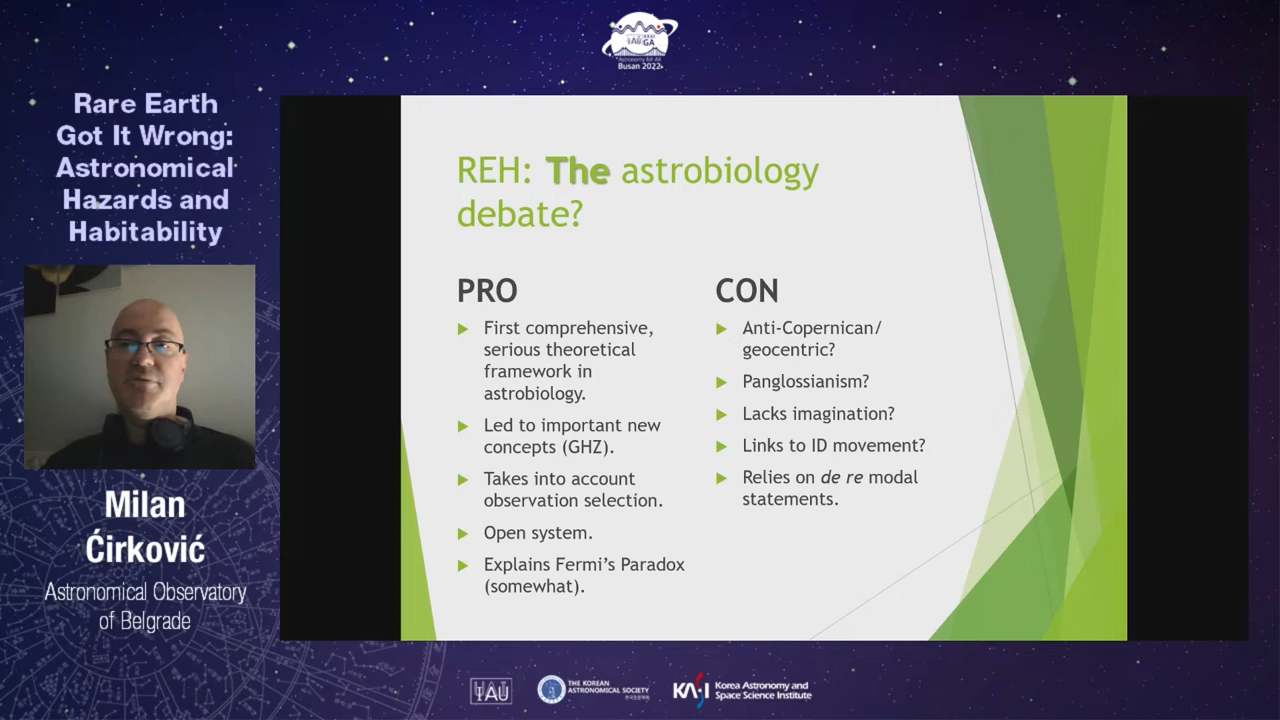 IAU XXXI GA
"Astronomy for All"
Busan 2022
Rare Earth
Got It Wrong:
Astronomical
Hazards and
Habitability
Milan
Ćirković
Astronomical Observatory
of Belgrade
REH: The astrobiology
debate?
PRO
First comprehensive,
serious theoretical
framework in
astrobiology.
Led to important new
concepts (GHZ).
Takes into account
observation selection.
Open system.
Explains Fermi's Paradox
(somewhat).
CON
Anti-Copernican/
geocentric?
Panglossianism?
Lacks imagination?
Links to ID movement?
Relies on de re modal
statements.
IAU
THE KOREAN
ASTRONOMICAL SOCIETY
KASI
Korea Astronomy and
Space Science Institute